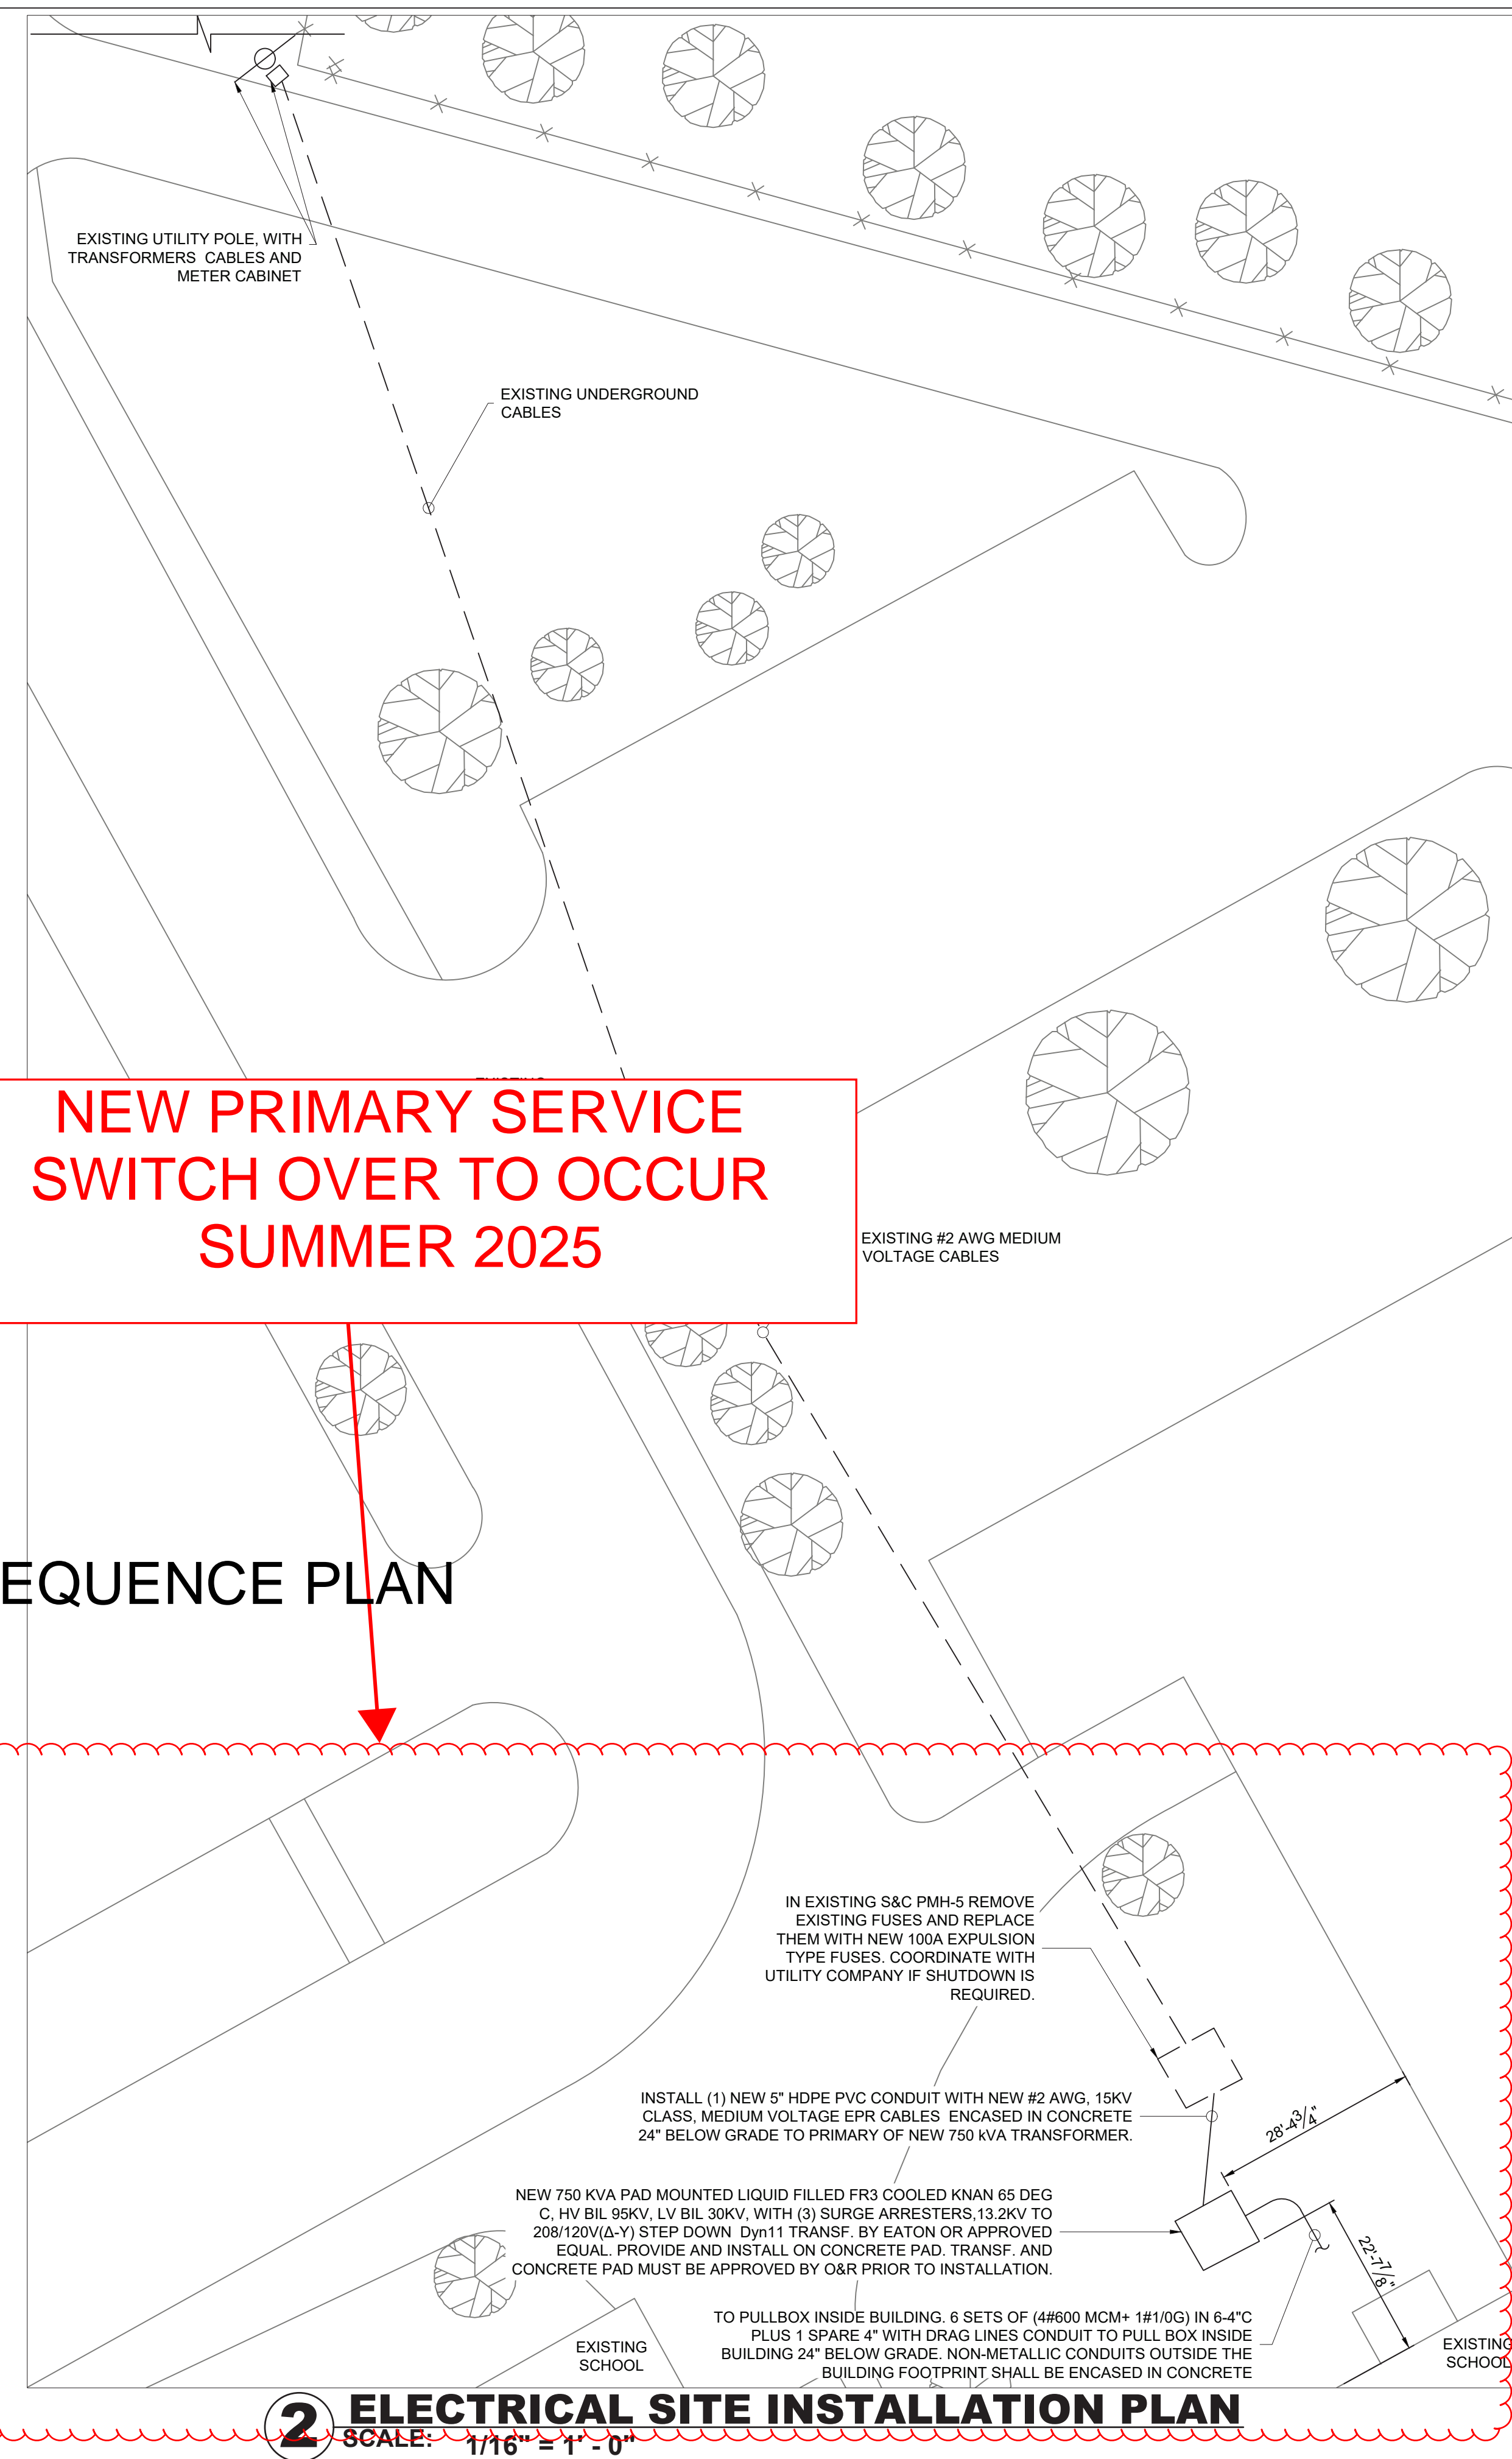 EXISTING UTILITY POLE, WITH
TRANSFORMERS CABLES AND
METER CABINET
EXISTING UNDERGROUND
CABLES
NEW PRIMARY SERVICE
SWITCH OVER TO OCCUR
SUMMER 2025
EXISTING #2 AWG MEDIUM
VOLTAGE CABLES
EQUENCE PLAN
IN EXISTING S&C PMH-5 REMOVE
EXISTING FUSES AND REPLACE
THEM WITH NEW 100A EXPULSION
TYPE FUSES. COORDINATE WITH
UTILITY COMPANY IF SHUTDOWN IS
REQUIRED.
INSTALL (1) NEW 5" HDPE PVC CONDUIT WITH NEW #2 AWG, 15KV
CLASS, MEDIUM VOLTAGE EPR CABLES ENCASED IN CONCRETE
24" BELOW GRADE TO PRIMARY OF NEW 750 kVA TRANSFORMER.
28'-4 3/4"
NEW 750 KVA PAD MOUNTED LIQUID FILLED FR3 COOLED KNAN 65 DEG
C, HV BIL 95KV, LV BIL 30KV, WITH (3) SURGE ARRESTERS,13.2KV TO
208/120V(Δ-Y) STEP DOWN Dyn11 TRANSF. BY EATON OR APPROVED
EQUAL. PROVIDE AND INSTALL ON CONCRETE PAD. TRANSF. AND
CONCRETE PAD MUST BE APPROVED BY O&R PRIOR TO INSTALLATION.
22'-7 7/8"
TO PULLBOX INSIDE BUILDING. 6 SETS OF (4#600 MCM+ 1#1/0G) IN 6-4"C
PLUS 1 SPARE 4" WITH DRAG LINES CONDUIT TO PULL BOX INSIDE
BUILDING 24" BELOW GRADE. NON-METALLIC CONDUITS OUTSIDE THE
BUILDING FOOTPRINT SHALL BE ENCASED IN CONCRETE
EXISTING
SCHOOL
EXISTING
SCHOOL
2 ELECTRICAL SITE INSTALLATION PLAN
SCALE: 1/16" = 1' - 0"